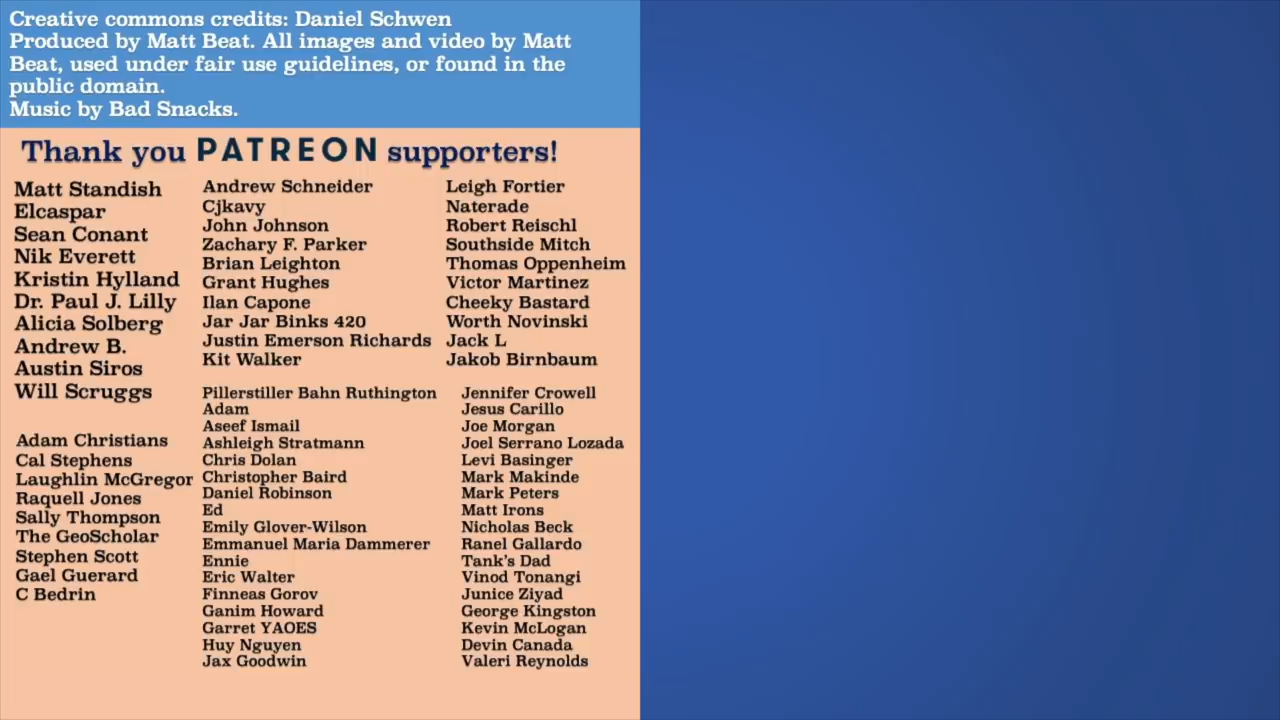 Creative commons credits: Daniel Schwen
Produced by Matt Beat. All images and video by Matt
Beat, used under fair use guidelines, or found in the
public domain.
Music by Bad Snacks.
Thank you PATREON supporters!
Matt Standish
Elcaspar
Sean Conant
Nik Everett
Kristin Hylland
Dr. Paul J. Lilly
Alicia Solberg
Andrew B.
Austin Siros
Will Scruggs
Adam Christians
Cal Stephens
Laughlin McGregor
Raquell Jones
Sally Thompson
The GeoScholar
Stephen Scott
Gael Guerard
C Bedrin
Andrew Schneider
Cjkavy
John Johnson
Zachary F. Parker
Brian Leighton
Grant Hughes
Ilan Capone
Jar Jar Binks 420
Justin Emerson Richards
Kit Walker
Pillerstiller Bahn Ruthington
Adam
Aseef Ismail
Ashleigh Stratmann
Chris Dolan
Christopher Baird
Daniel Robinson
Ed
Emily Glover-Wilson
Emmanuel Maria Dammerer
Ennie
Eric Walter
Finneas Gorov
Ganim Howard
Garret YAOES
Huy Nguyen
Jax Goodwin
Leigh Fortier
Naterade
Robert Reischl
Southside Mitch
Thomas Oppenheim
Victor Martinez
Cheeky Bastard
Worth Novinski
Jack L
Jakob Birnbaum
Jennifer Crowell
Jesus Carillo
Joe Morgan
Joel Serrano Lozada
Levi Basinger
Mark Makinde
Mark Peters
Matt Irons
Nicholas Beck
Ranel Gallardo
Tank's Dad
Vinod Tonangi
Junice Ziyad
George Kingston
Kevin McLogan
Devin Canada
Valeri Reynolds